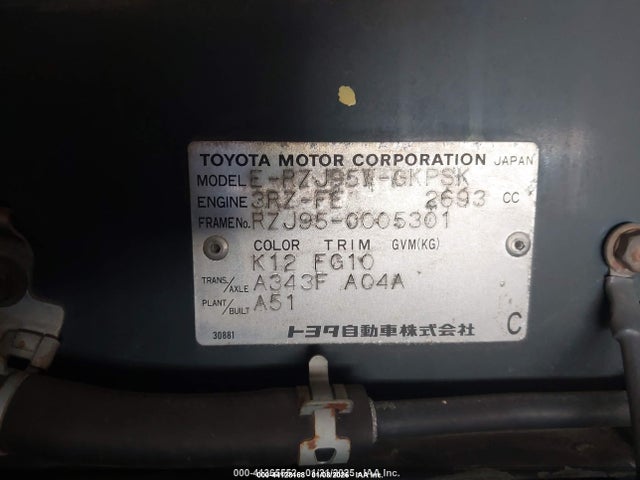 TOYOTA MOTOR CORPORATION JAPAN
MODEL E-RZJ95W-GKPSK
ENGINE 3RZ-FE 2693 CC
FRAME No. RZJ95-0005301
COLOR TRIM GVM(KG)
K12 FG10
TRANS./AXLE A343F A04A
PLANT/BUILT A51
30881 トヨタ自動車株式会社 C